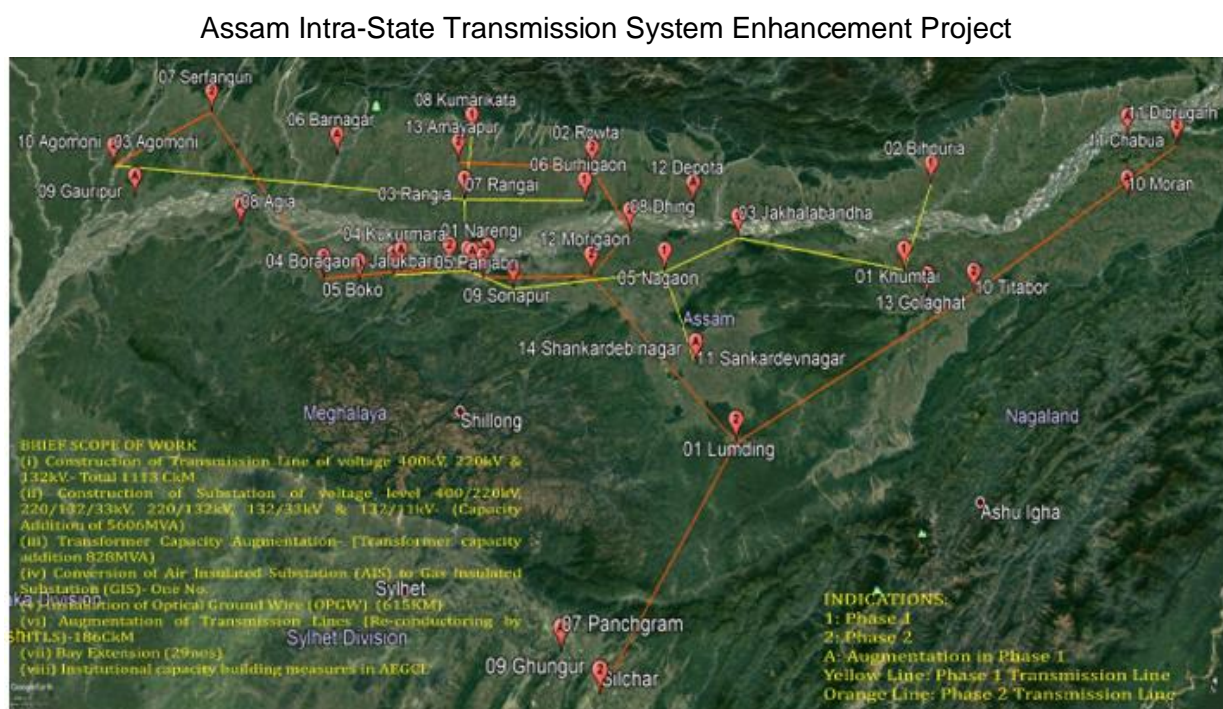 Assam Intra-State Transmission System Enhancement Project
07 Serfanguri
08 Kumarikata
11 Dibrugarh
06 Barnagar
13 Amayapur
02 Rowta
11 Chabua
10 Agomoni
03 Agomoni
06 Burhigaon
12 Depota
02 Bihpuria
09 Gauripur
03 Rangia
07 Rangai
10 Moran
08 Agia
08 Dhing
03 Jakhalabandha
04 Kukurmara
01 Narengi
12 Morigaon
04 Boragaon
Jalukbari
05 Panjabri
05 Nagaon
01 Khumtai
05 Boko
09 Sonapur
13 Golaghat
10 Titabor
Assam
14 Shankardebnagar
11 Sankardevnagar
Meghalaya
Shillong
Nagaland
01 Lumding
BRIEF SCOPE OF WORK
(i) Construction of Transmission Line of voltage 400kV, 220kV &
132kV.- Total 1113 CkM
(ii) Construction of Substation of voltage level 400/220kV,
220/132/33kV, 220/132kV, 132/33kV & 132/11kV- (Capacity
Addition of 5606MVA)
(iii) Transformer Capacity Augmentation- (Transformer capacity
addition 828MVA)
(iv) Conversion of Air Insulated Substation (AIS) to Gas Insulated
Substation (GIS)- One No.
(v) Installation of Optical Ground Wire (OPGW) (615KM)
(vi) Augmentation of Transmission Lines (Re-conductoring by
HTLS)-186CkM
(vii) Bay Extension (29nos)
(viii) Institutional capacity building measures in AEGCL
Ashu Igha
Sylhet
Division
Sylhet Division
07 Panchgram
09 Ghungur
Silchar
INDICATIONS:
1: Phase 1
2: Phase 2
A: Augmentation in Phase 1
Yellow Line: Phase 1 Transmission Line
Orange Line: Phase 2 Transmission Line